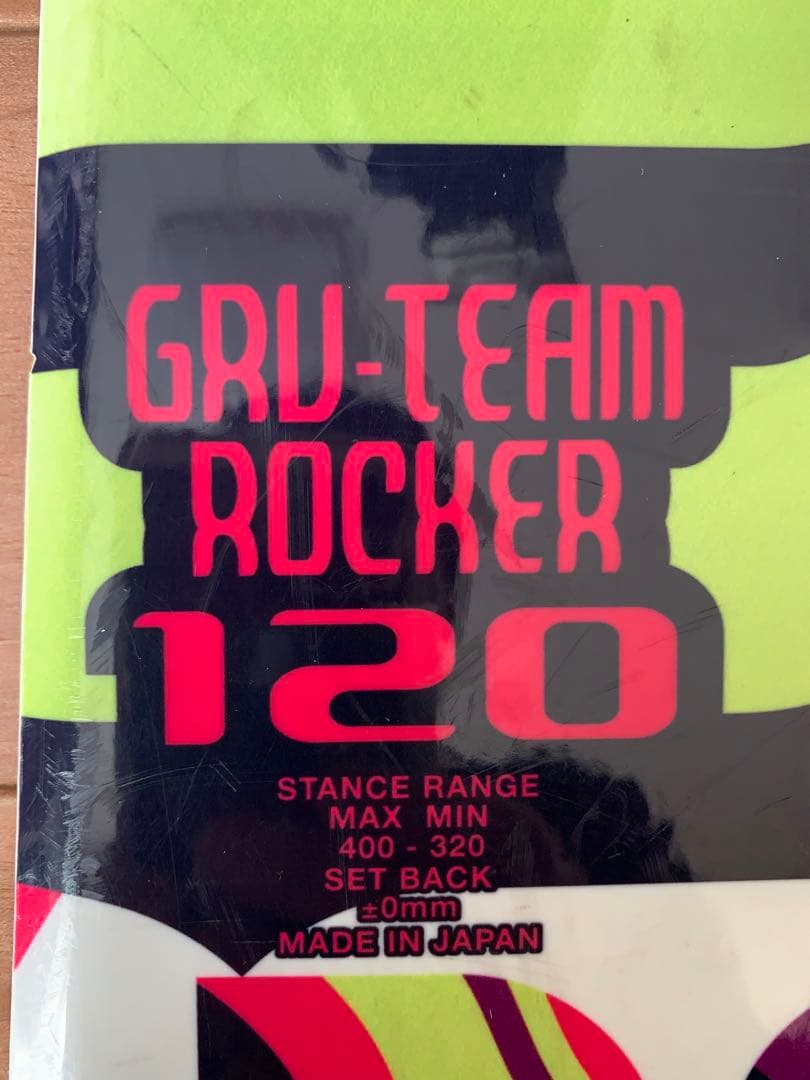 GRV-TEAM
ROCKER
120
STANCE RANGE
MAX MIN
400 - 320
SET BACK
±0mm
MADE IN JAPAN